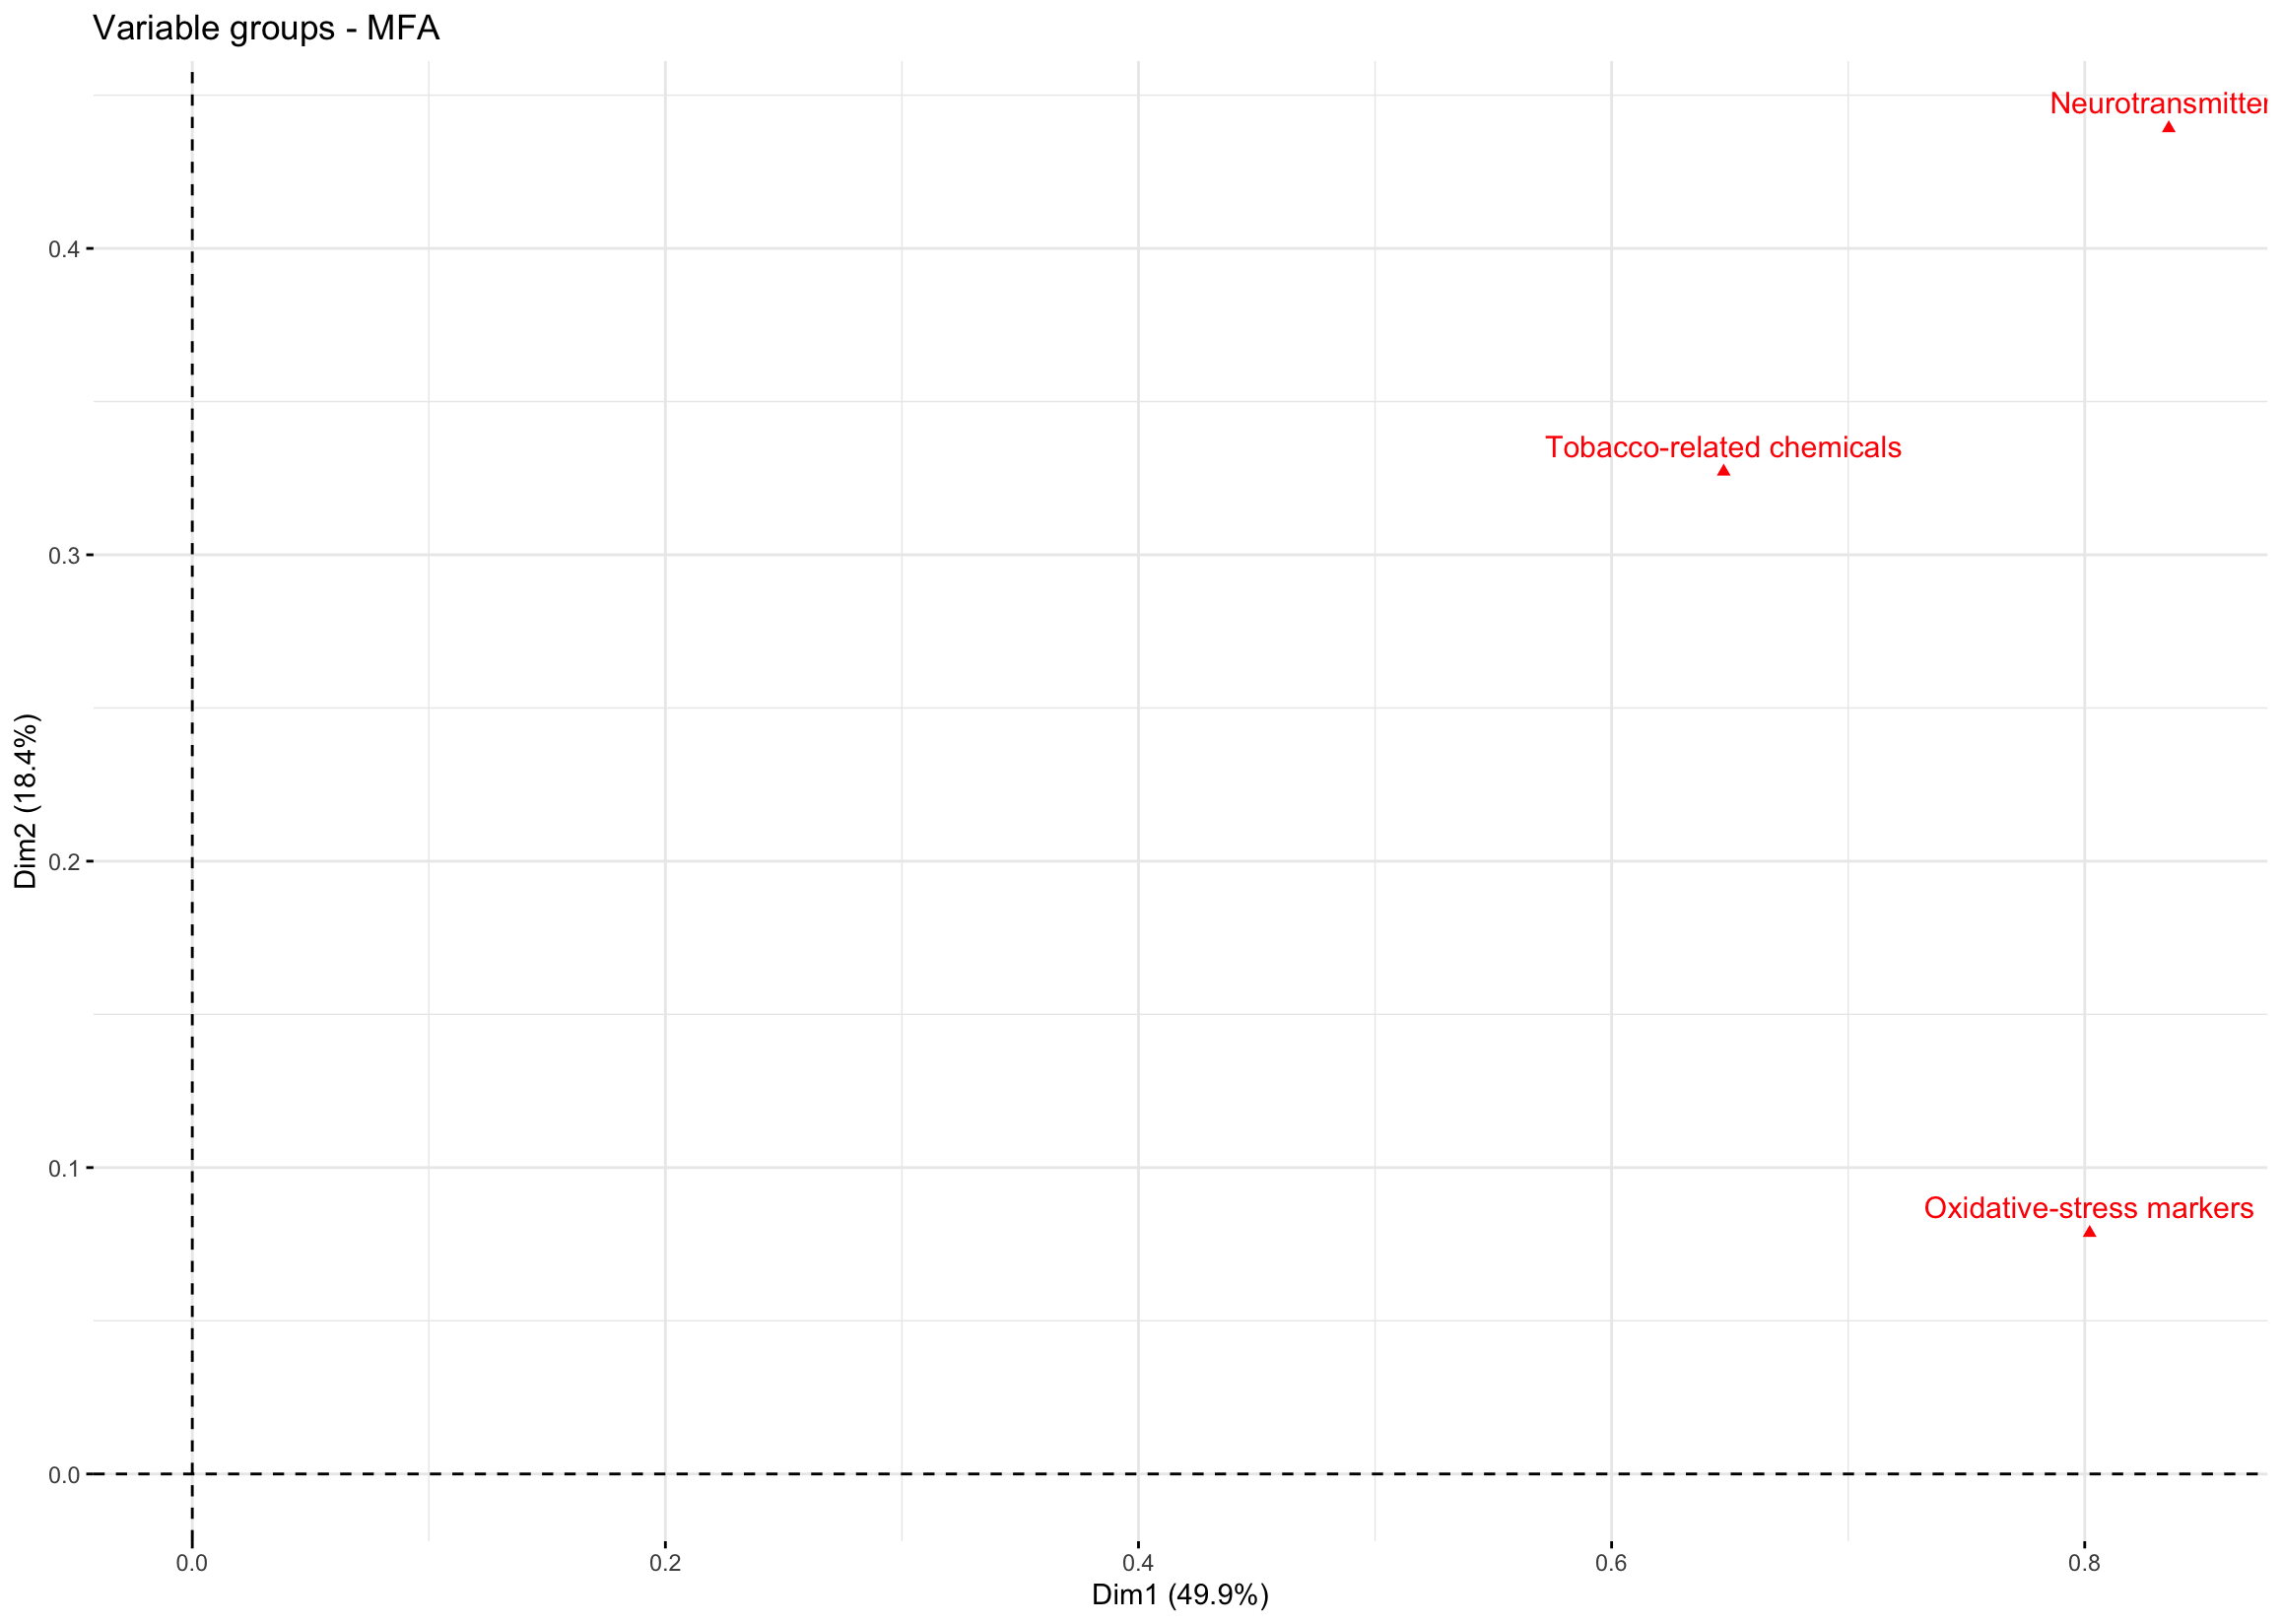 Variable groups - MFA
Neurotransmitter
Tobacco-related chemicals
Oxidative-stress markers
Dim2 (18.4%)
0.4
0.3
0.2
0.1
0.0
0.0 0.2 0.4 0.6 0.8
Dim1 (49.9%)